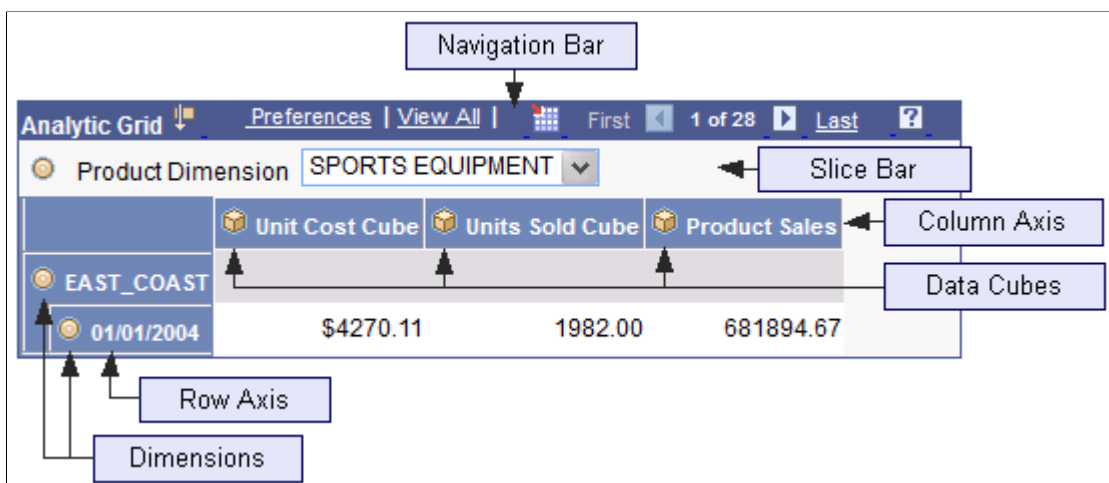 Navigation Bar
Analytic Grid Preferences | View All | First 1 of 28 Last ?
Product Dimension SPORTS EQUIPMENT Slice Bar
Unit Cost Cube Units Sold Cube Product Sales Column Axis
EAST_COAST Data Cubes
01/01/2004 $4270.11 1982.00 681894.67
Row Axis
Dimensions